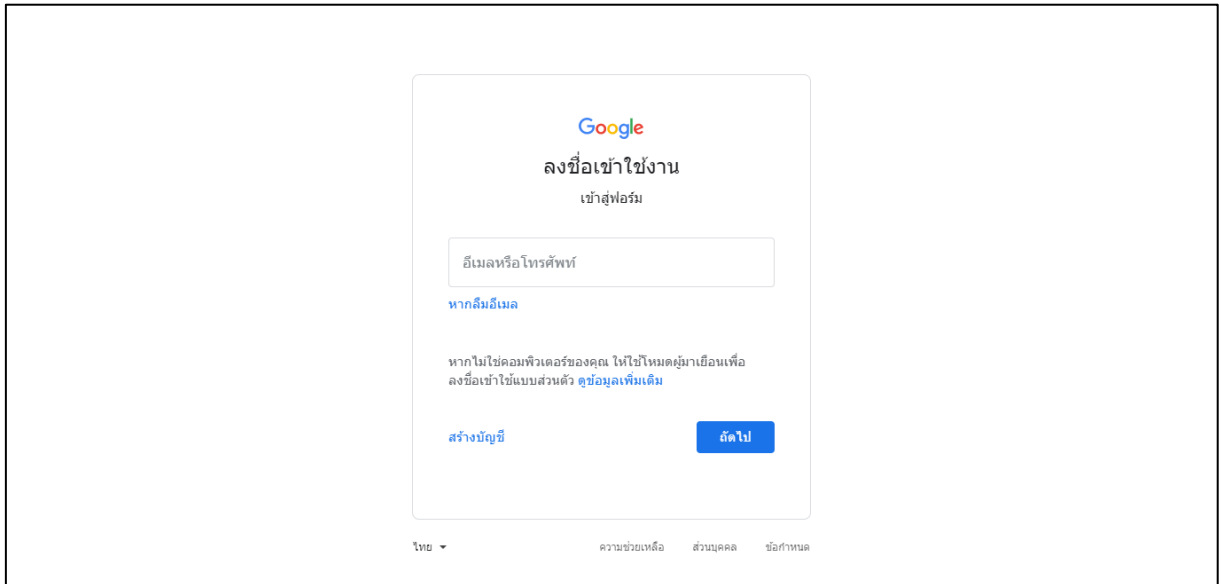 Google
ลงชื่อเข้าใช้งาน
เข้าสู่ฟอร์ม
อีเมลหรือโทรศัพท์
หากลืมอีเมล
หากไม่ใช่คอมพิวเตอร์ของคุณ ให้ใช้โหมดผู้มาเยือนเพื่อ
ลงชื่อเข้าใช้แบบส่วนตัว ดูข้อมูลเพิ่มเติม
สร้างบัญชี ถัดไป
ไทย ความช่วยเหลือ ส่วนบุคคล ข้อกำหนด